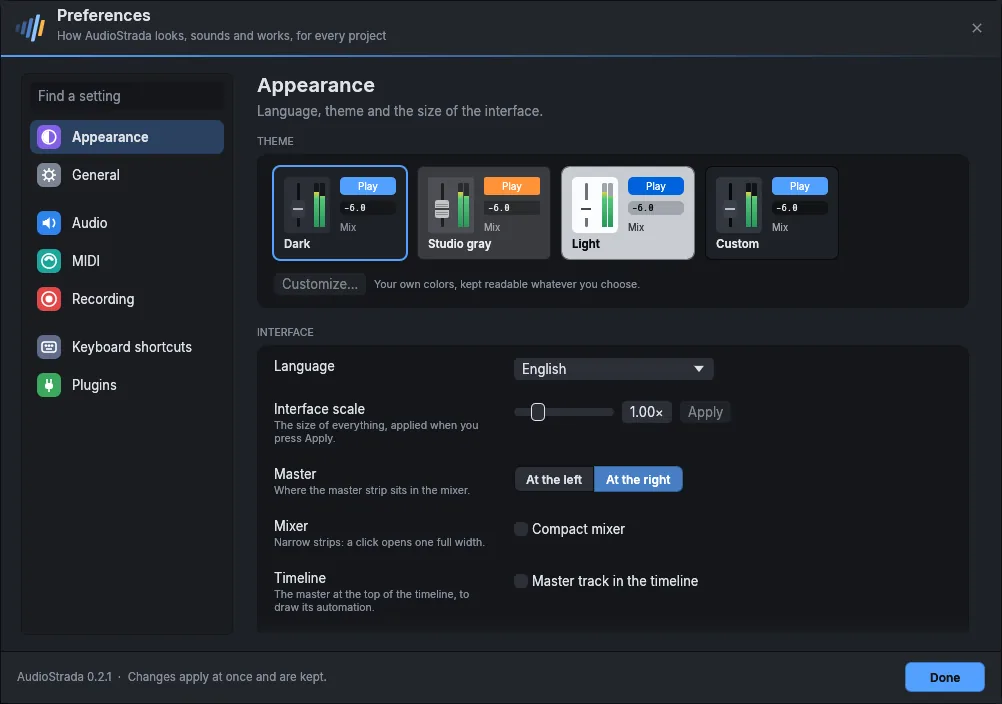 Preferences
How AudioStrada looks, sounds and works, for every project
Find a setting
Appearance
General
Audio
MIDI
Recording
Keyboard shortcuts
Plugins
Appearance
Language, theme and the size of the interface.
THEME
Play
-6.0
Mix
Dark
Play
-6.0
Mix
Studio gray
Play
-6.0
Mix
Light
Play
-6.0
Mix
Custom
Customize...
Your own colors, kept readable whatever you choose.
INTERFACE
Language
English
Interface scale
The size of everything, applied when you
press Apply.
1.00×
Apply
Master
Where the master strip sits in the mixer.
At the left
At the right
Mixer
Narrow strips: a click opens one full width.
Compact mixer
Timeline
The master at the top of the timeline, to
draw its automation.
Master track in the timeline
AudioStrada 0.2.1 · Changes apply at once and are kept.
Done